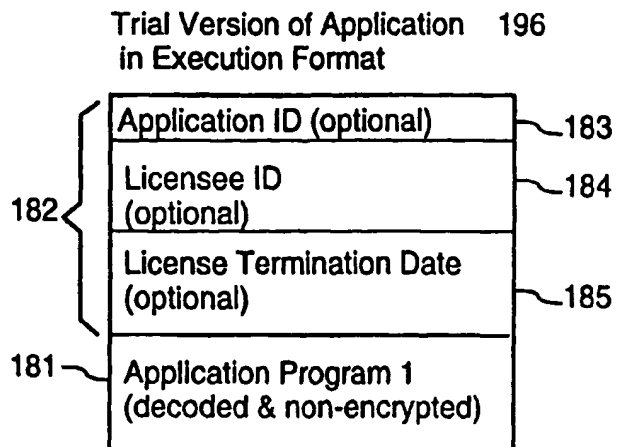 Trial Version of Application 196
in Execution Format
Application ID (optional)
183
Licensee ID
(optional)
184
182
License Termination Date
(optional)
185
181
Application Program 1
(decoded & non-encrypted)